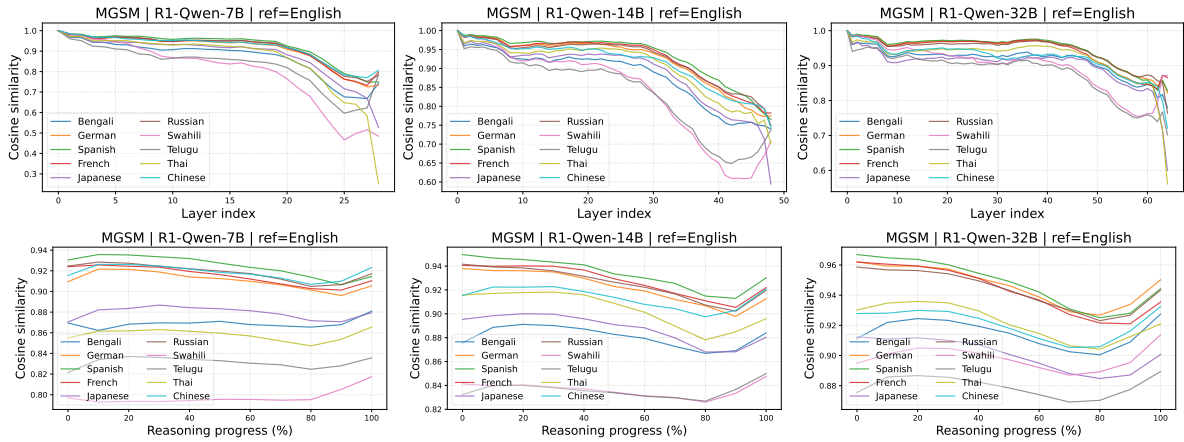 MGSM | R1-Qwen-7B | ref=English
Cosine similarity
1.0
0.9
0.8
0.7
0.6
0.5
0.4
0.3
Bengali
German
Spanish
French
Japanese
Russian
Swahili
Telugu
Thai
Chinese
0 5 10 15 20 25
Layer index
MGSM | R1-Qwen-14B | ref=English
Cosine similarity
1.00
0.95
0.90
0.85
0.80
0.75
0.70
0.65
0.60
Bengali
German
Spanish
French
Japanese
Russian
Swahili
Telugu
Thai
Chinese
0 10 20 30 40 50
Layer index
MGSM | R1-Qwen-32B | ref=English
Cosine similarity
1.0
0.9
0.8
0.7
0.6
Bengali
German
Spanish
French
Japanese
Russian
Swahili
Telugu
Thai
Chinese
0 10 20 30 40 50 60
Layer index
MGSM | R1-Qwen-7B | ref=English
Cosine similarity
0.94
0.92
0.90
0.88
0.86
0.84
0.82
0.80
Bengali
German
Spanish
French
Japanese
Russian
Swahili
Telugu
Thai
Chinese
0 20 40 60 80 100
Reasoning progress (%)
MGSM | R1-Qwen-14B | ref=English
Cosine similarity
0.94
0.92
0.90
0.88
0.86
0.84
0.82
Bengali
German
Spanish
French
Japanese
Russian
Swahili
Telugu
Thai
Chinese
0 20 40 60 80 100
Reasoning progress (%)
MGSM | R1-Qwen-32B | ref=English
Cosine similarity
0.96
0.94
0.92
0.90
0.88
Bengali
German
Spanish
French
Japanese
Russian
Swahili
Telugu
Thai
Chinese
0 20 40 60 80 100
Reasoning progress (%)